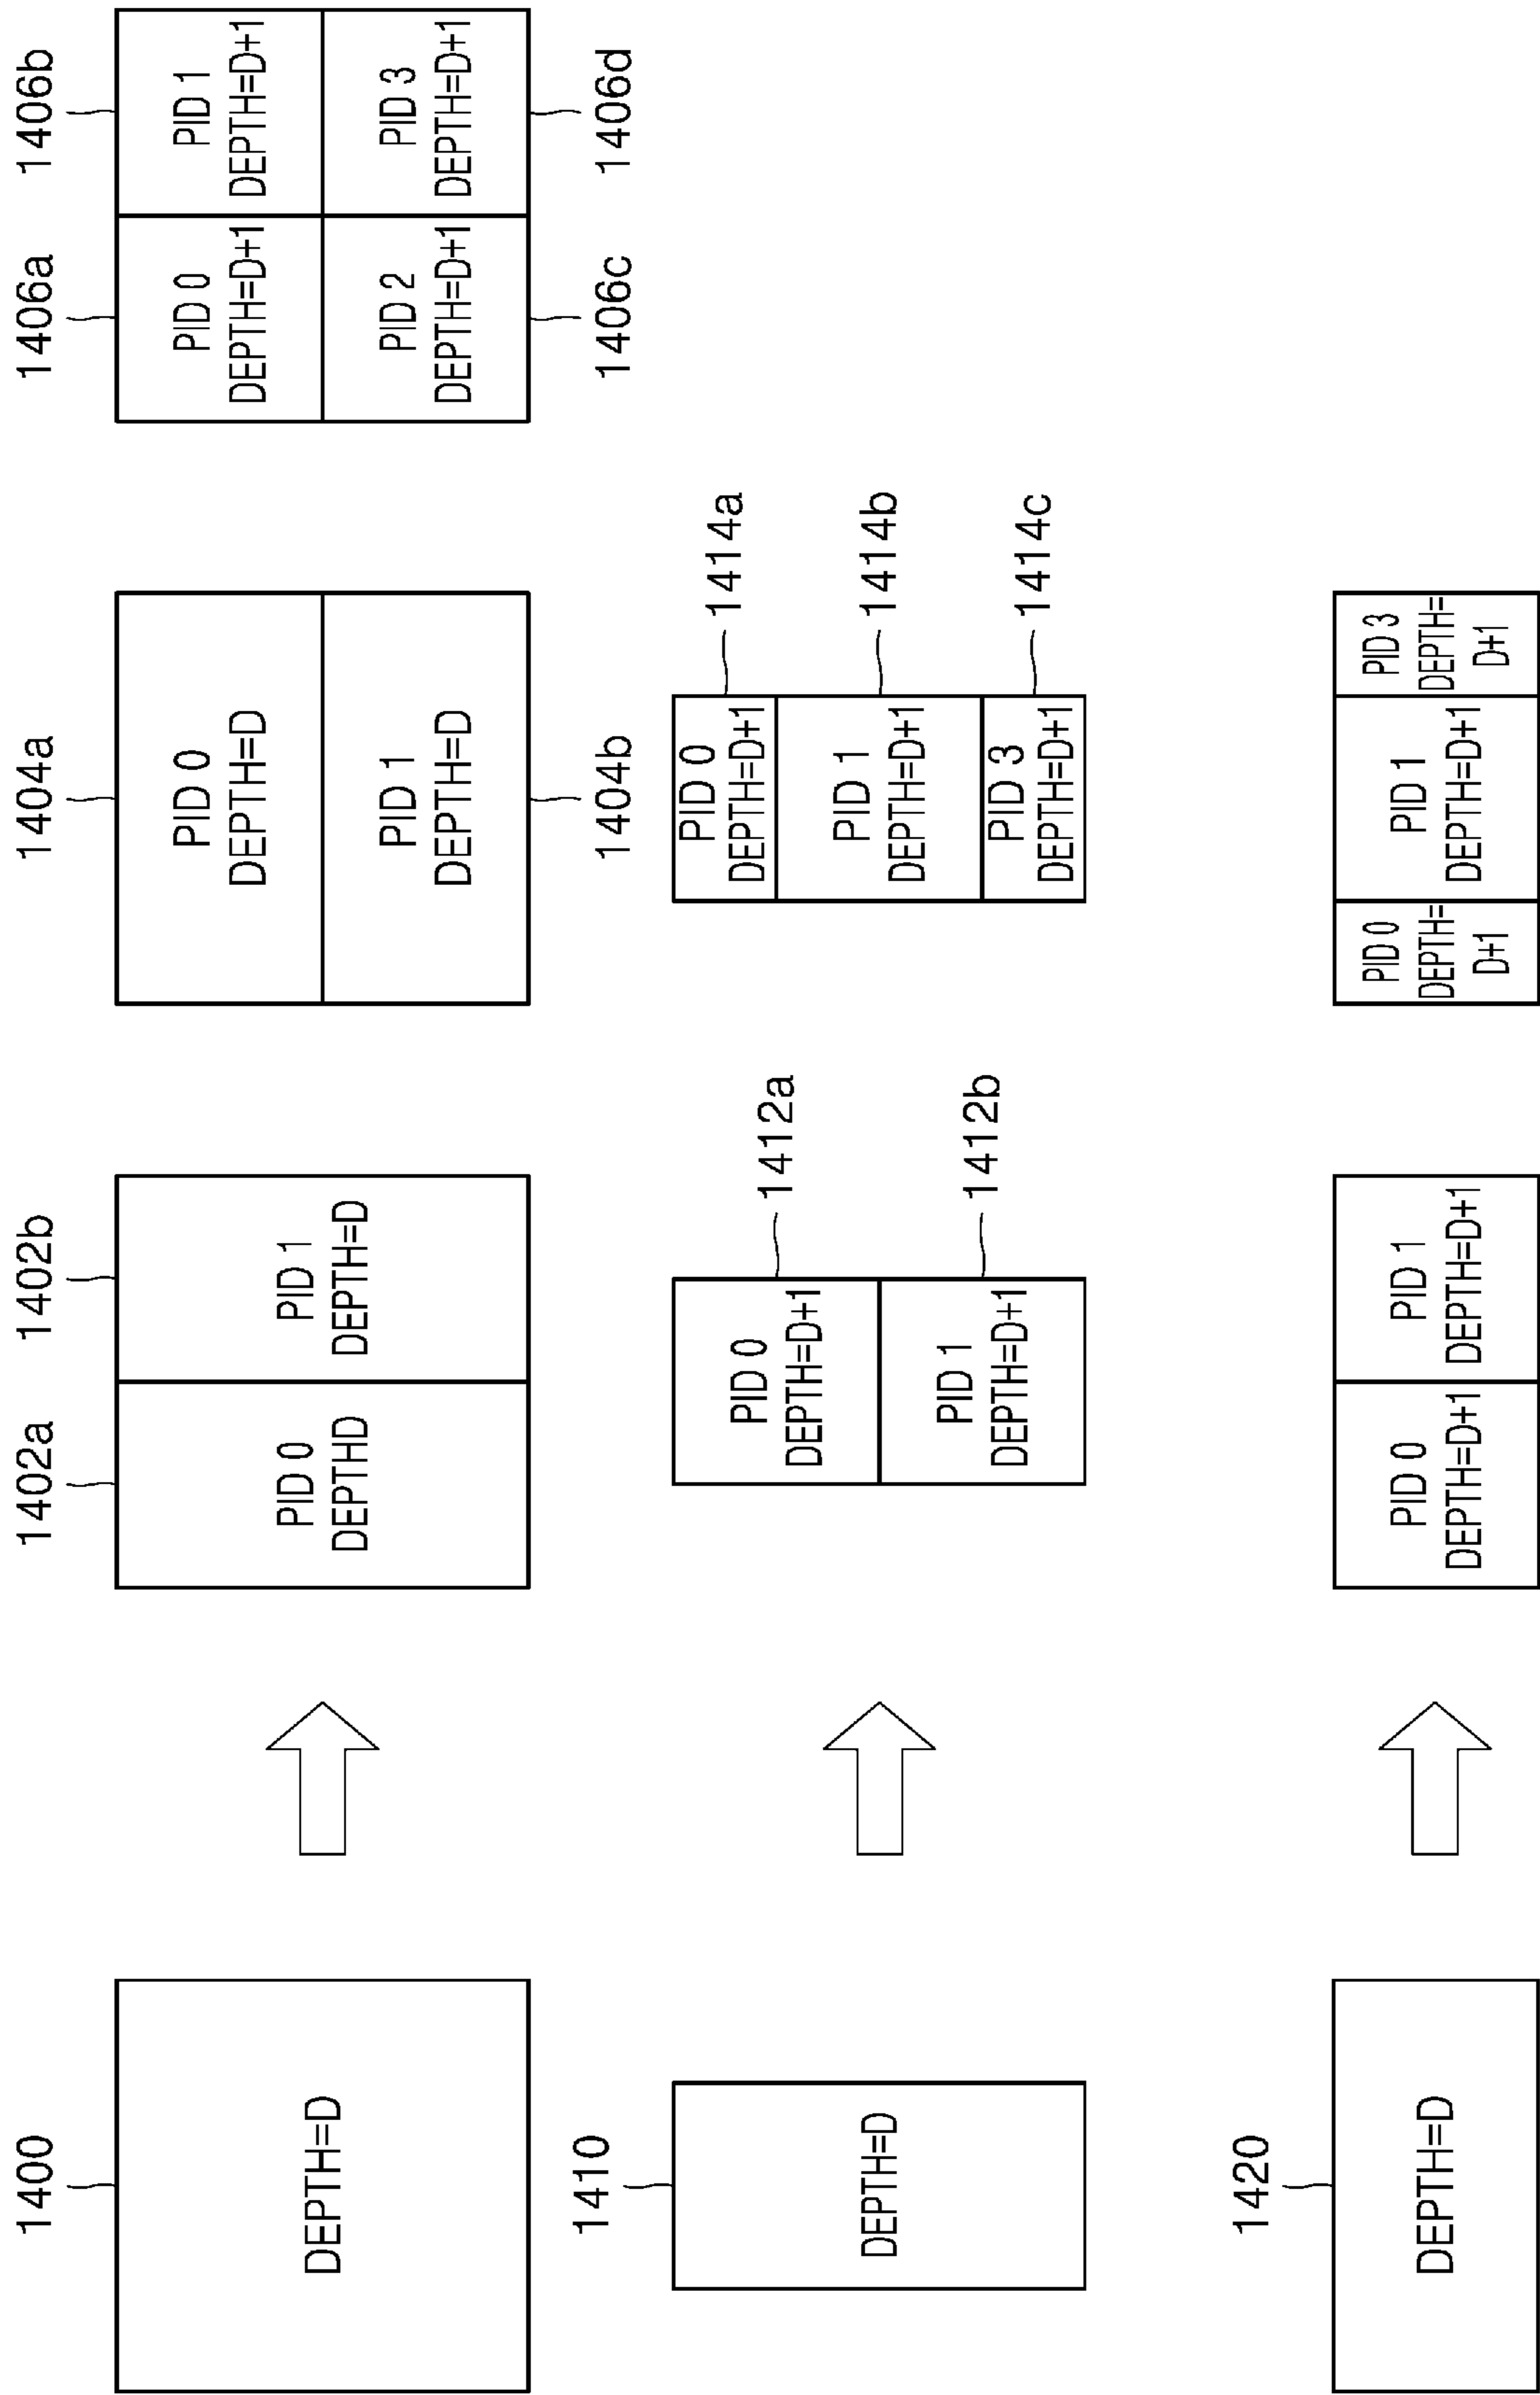 1400
DEPTH=D
1402a
1402b
PID 0
DEPTHD
PID 1
DEPTH=D
1404a
PID 0
DEPTH=D
PID 1
DEPTH=D
1404b
1406a
1406b
PID 0
DEPTH=D+1
PID 1
DEPTH=D+1
PID 2
DEPTH=D+1
PID 3
DEPTH=D+1
1406c
1406d
1410
DEPTH=D
PID 0
DEPTH=D+1
1412a
PID 1
DEPTH=D+1
1412b
PID 0
DEPTH=D+1
1414a
PID 1
DEPTH=D+1
1414b
PID 3
DEPTH=D+1
1414c
1420
DEPTH=D
PID 0
DEPTH=D+1
PID 1
DEPTH=D+1
PID 0
DEPTH=
D+1
PID 1
DEPTH=D+1
PID 3
DEPTH=
D+1